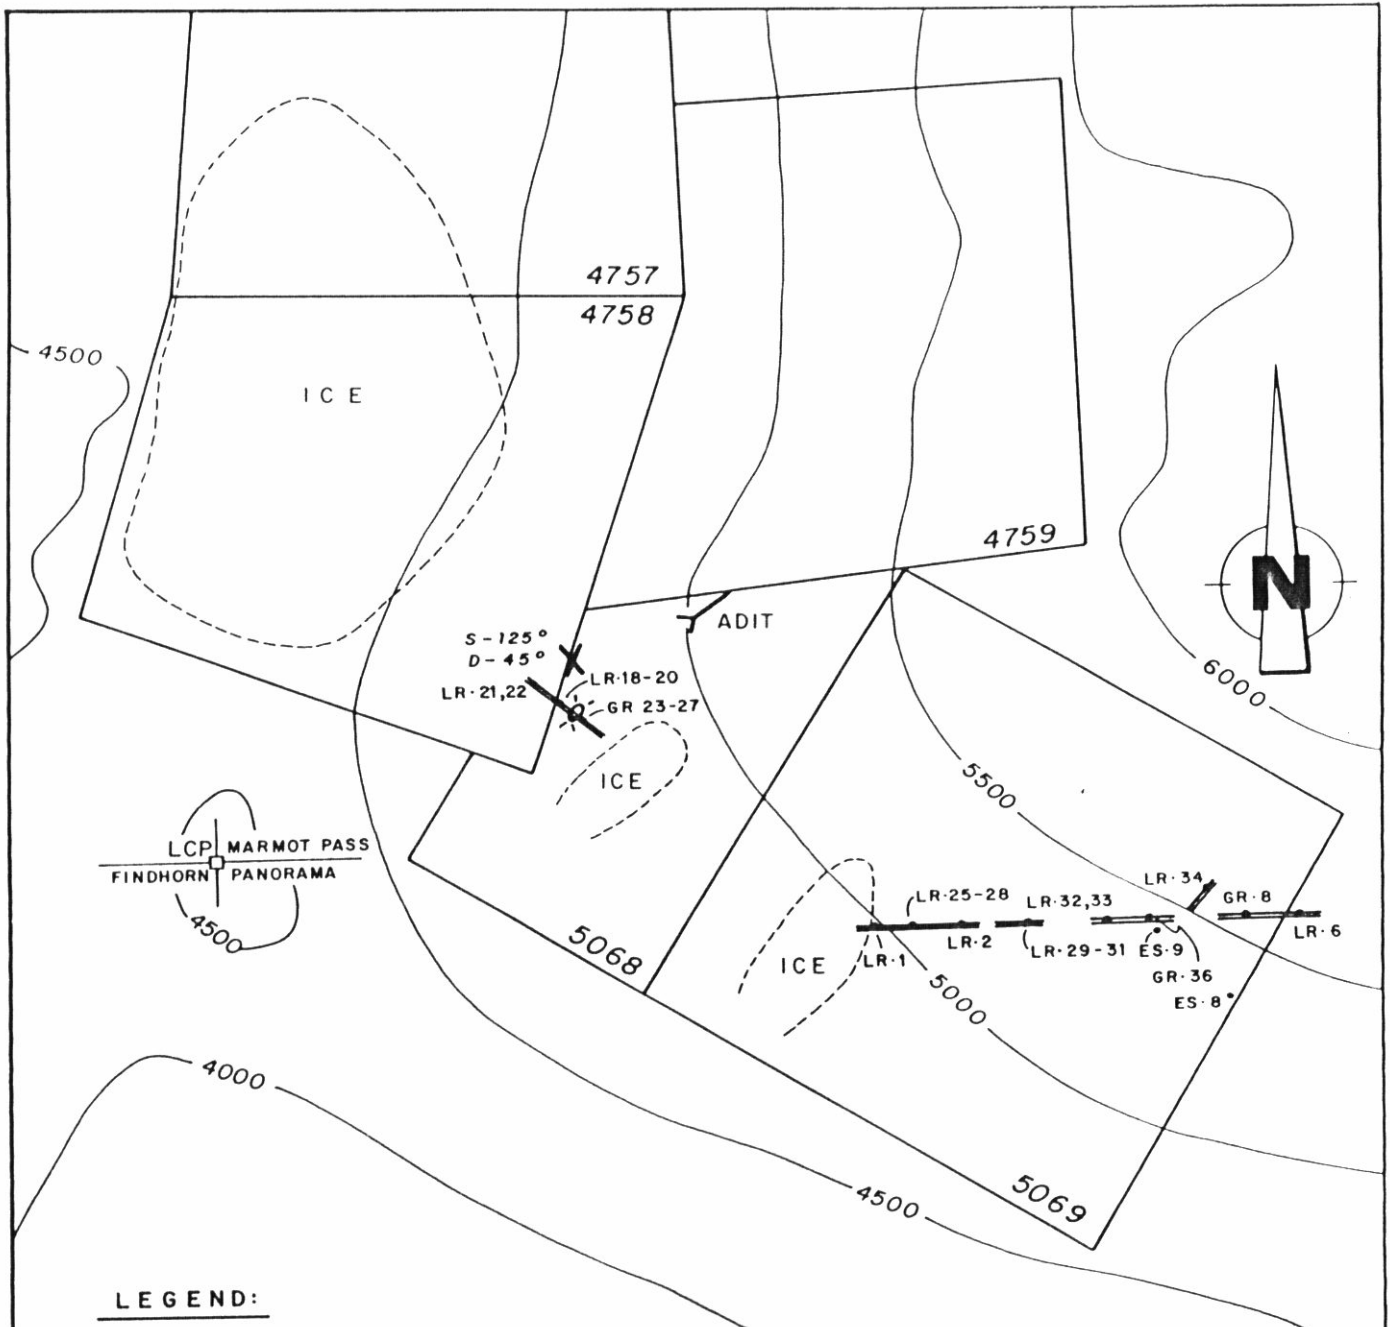 4757
4758
4500
ICE
4759
N
ADIT
S-125°
D-45°
LR·18-20
LR·21,22
GR 23-27
6000
ICE
5500
LCP MARMOT PASS
FINDHORN PANORAMA
4500
LR·34
LR·25-28
LR·32,33
GR·8
LR·6
LR·2
LR·1
LR·29-31
ES·9
GR·36
ES·8
5068
ICE
5000
4000
5069
4500
LEGEND: